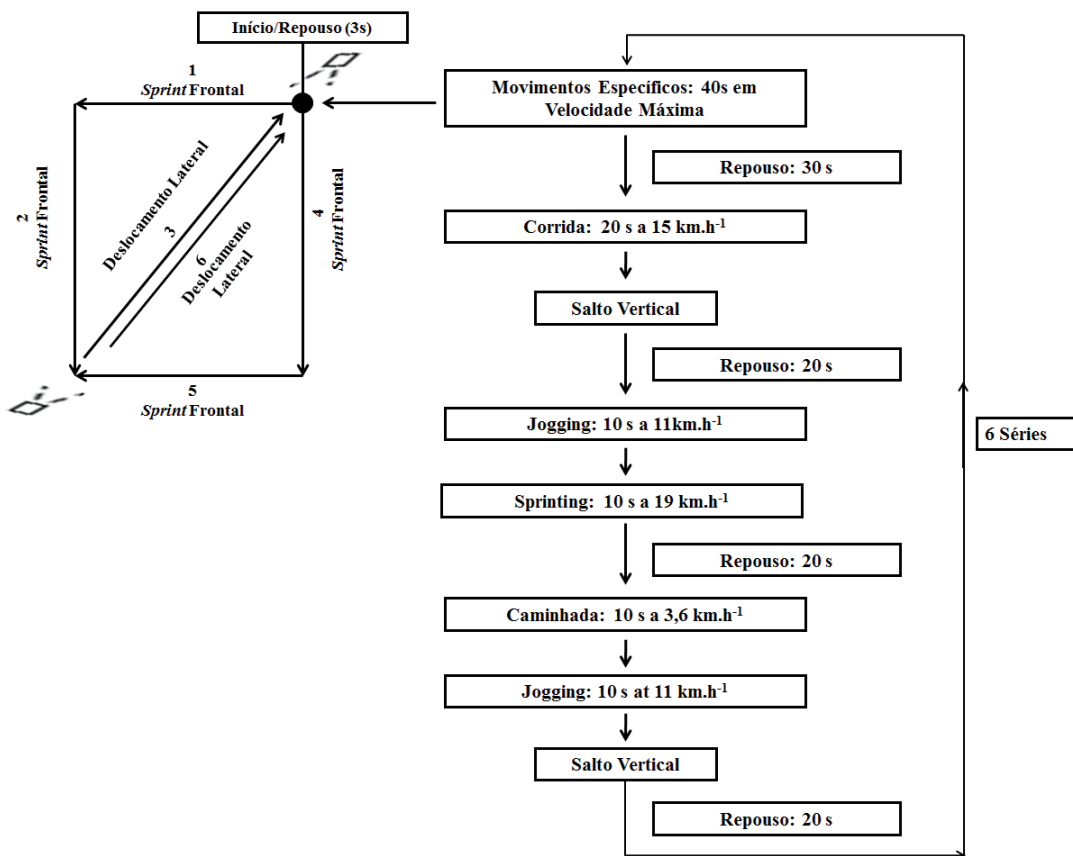 Início/Repouso (3s)
1
Sprint Frontal
2
Sprint Frontal
Deslocamento Lateral
3
6
Deslocamento
Lateral
4
Sprint Frontal
5
Sprint Frontal
Movimentos Específicos: 40s em
Velocidade Máxima
Repouso: 30 s
Corrida: 20 s a 15 km.h⁻¹
Salto Vertical
Repouso: 20 s
Jogging: 10 s a 11km.h⁻¹
Sprinting: 10 s a 19 km.h⁻¹
Repouso: 20 s
Caminhada: 10 s a 3,6 km.h⁻¹
Jogging: 10 s at 11 km.h⁻¹
Salto Vertical
Repouso: 20 s
6 Séries